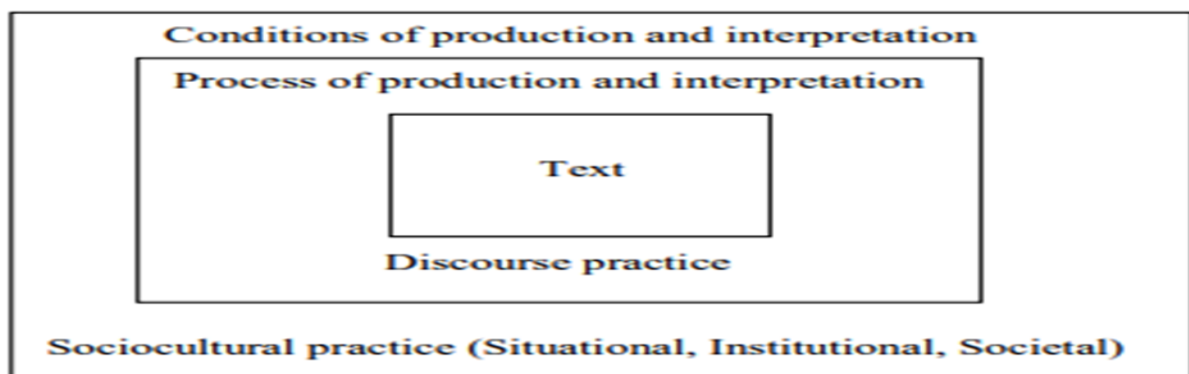 Conditions of production and interpretation
Process of production and interpretation
Text
Discourse practice
Sociocultural practice (Situational, Institutional, Societal)